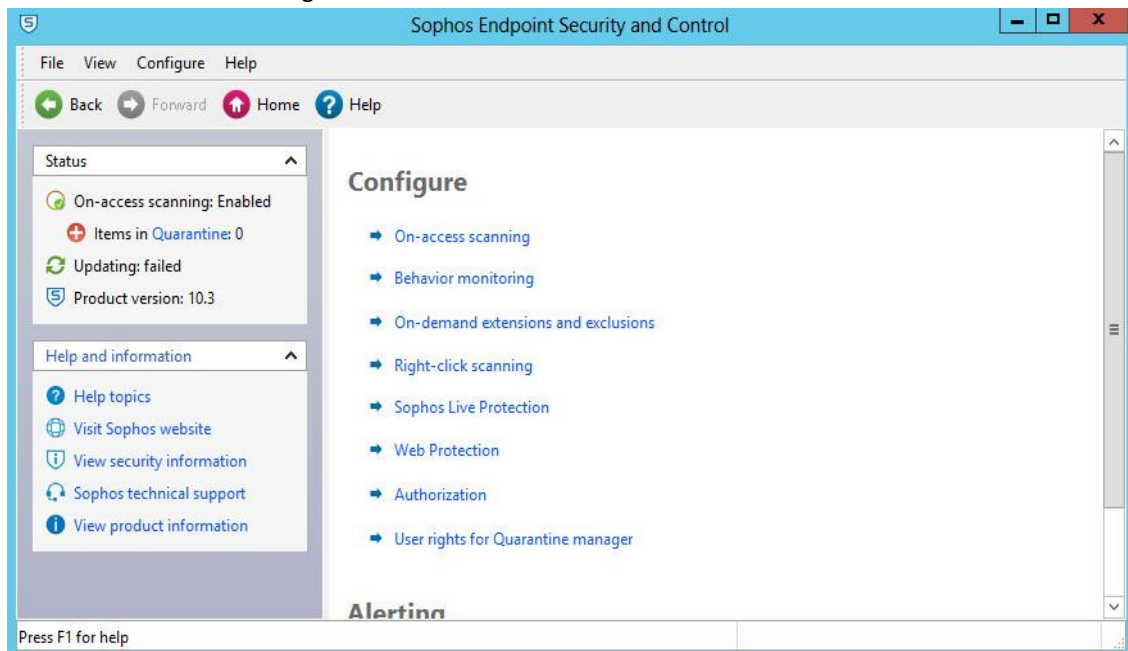 Sophos Endpoint Security and Control
File View Configure Help
Back Forward Home Help
Status
On-access scanning: Enabled
Items in Quarantine: 0
Updating: failed
Product version: 10.3
Help and information
Help topics
Visit Sophos website
View security information
Sophos technical support
View product information
Configure
On-access scanning
Behavior monitoring
On-demand extensions and exclusions
Right-click scanning
Sophos Live Protection
Web Protection
Authorization
User rights for Quarantine manager
Alerting
Press F1 for help